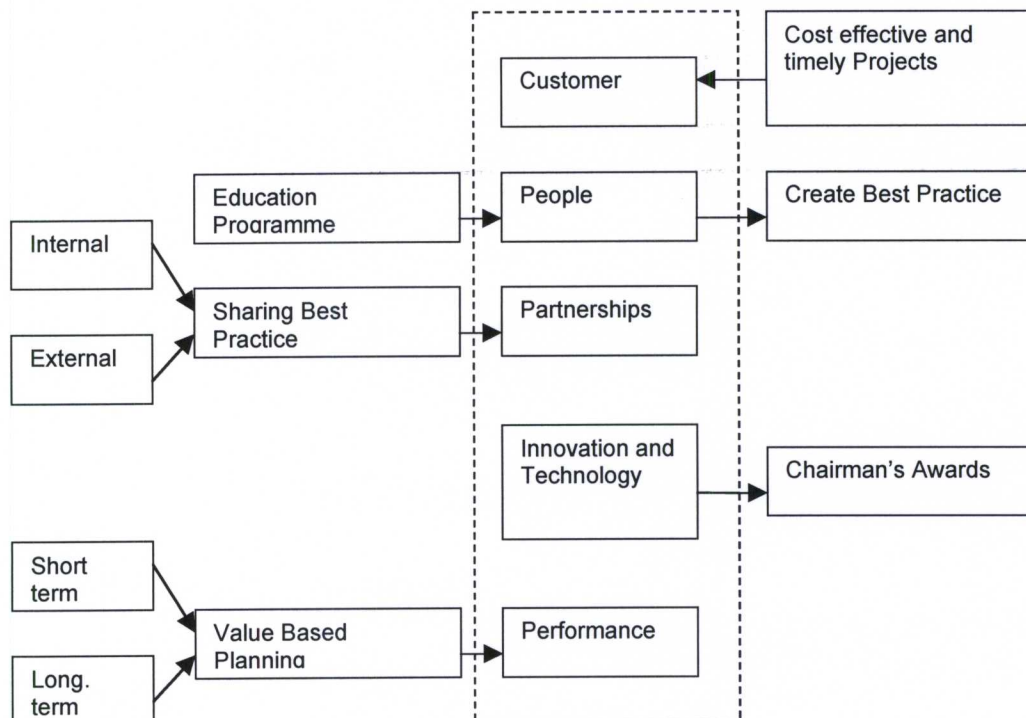 Cost effective and
timely Projects
Customer
Education
Programme
People
Create Best Practice
Internal
Sharing Best
Practice
Partnerships
External
Innovation and
Technology
Chairman's Awards
Short
term
Value Based
Planning
Performance
Long.
term